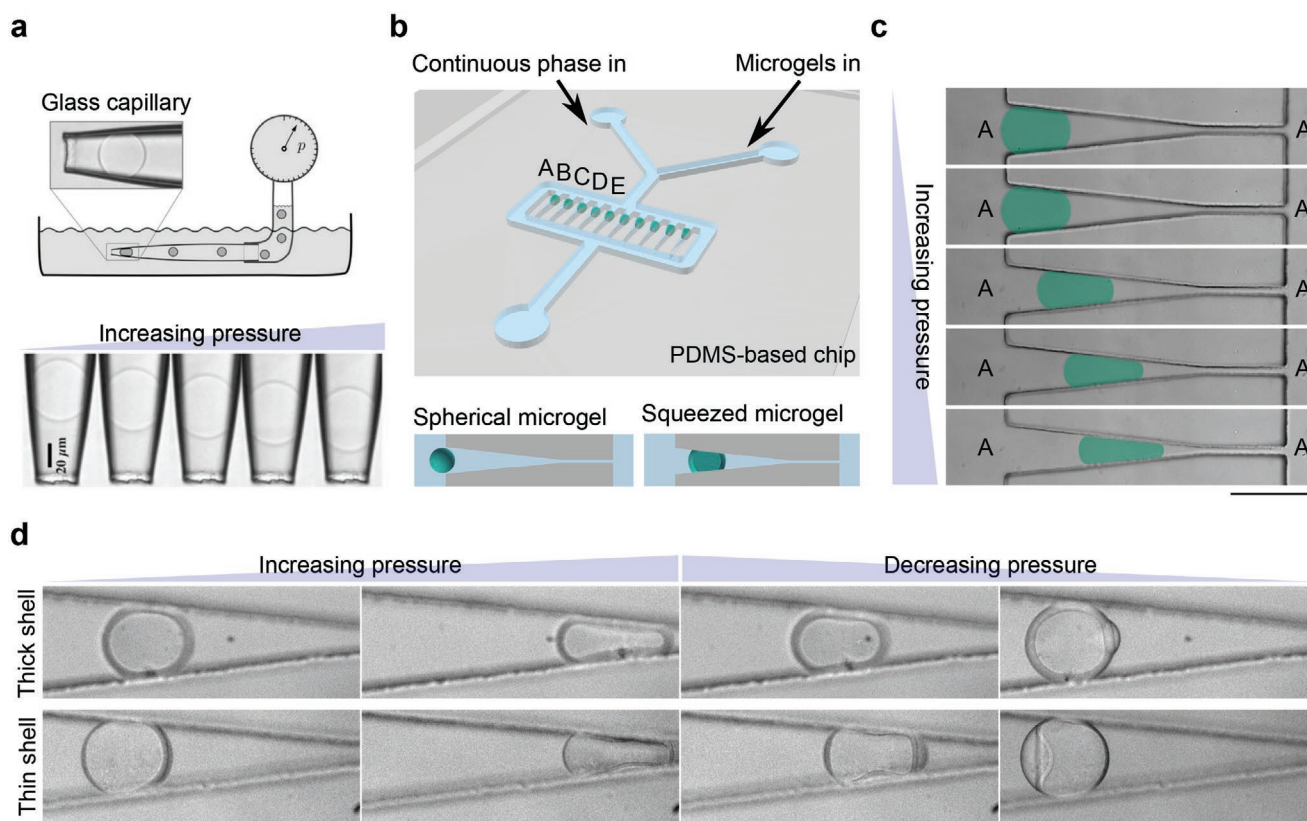 a
Glass capillary
p
Increasing pressure
20 µm
b
Continuous phase in
Microgels in
ABCDE
PDMS-based chip
Spherical microgel
Squeezed microgel
c
Increasing pressure
A A
A A
A A
A A
A A
d
Increasing pressure
Decreasing pressure
Thick shell
Thin shell